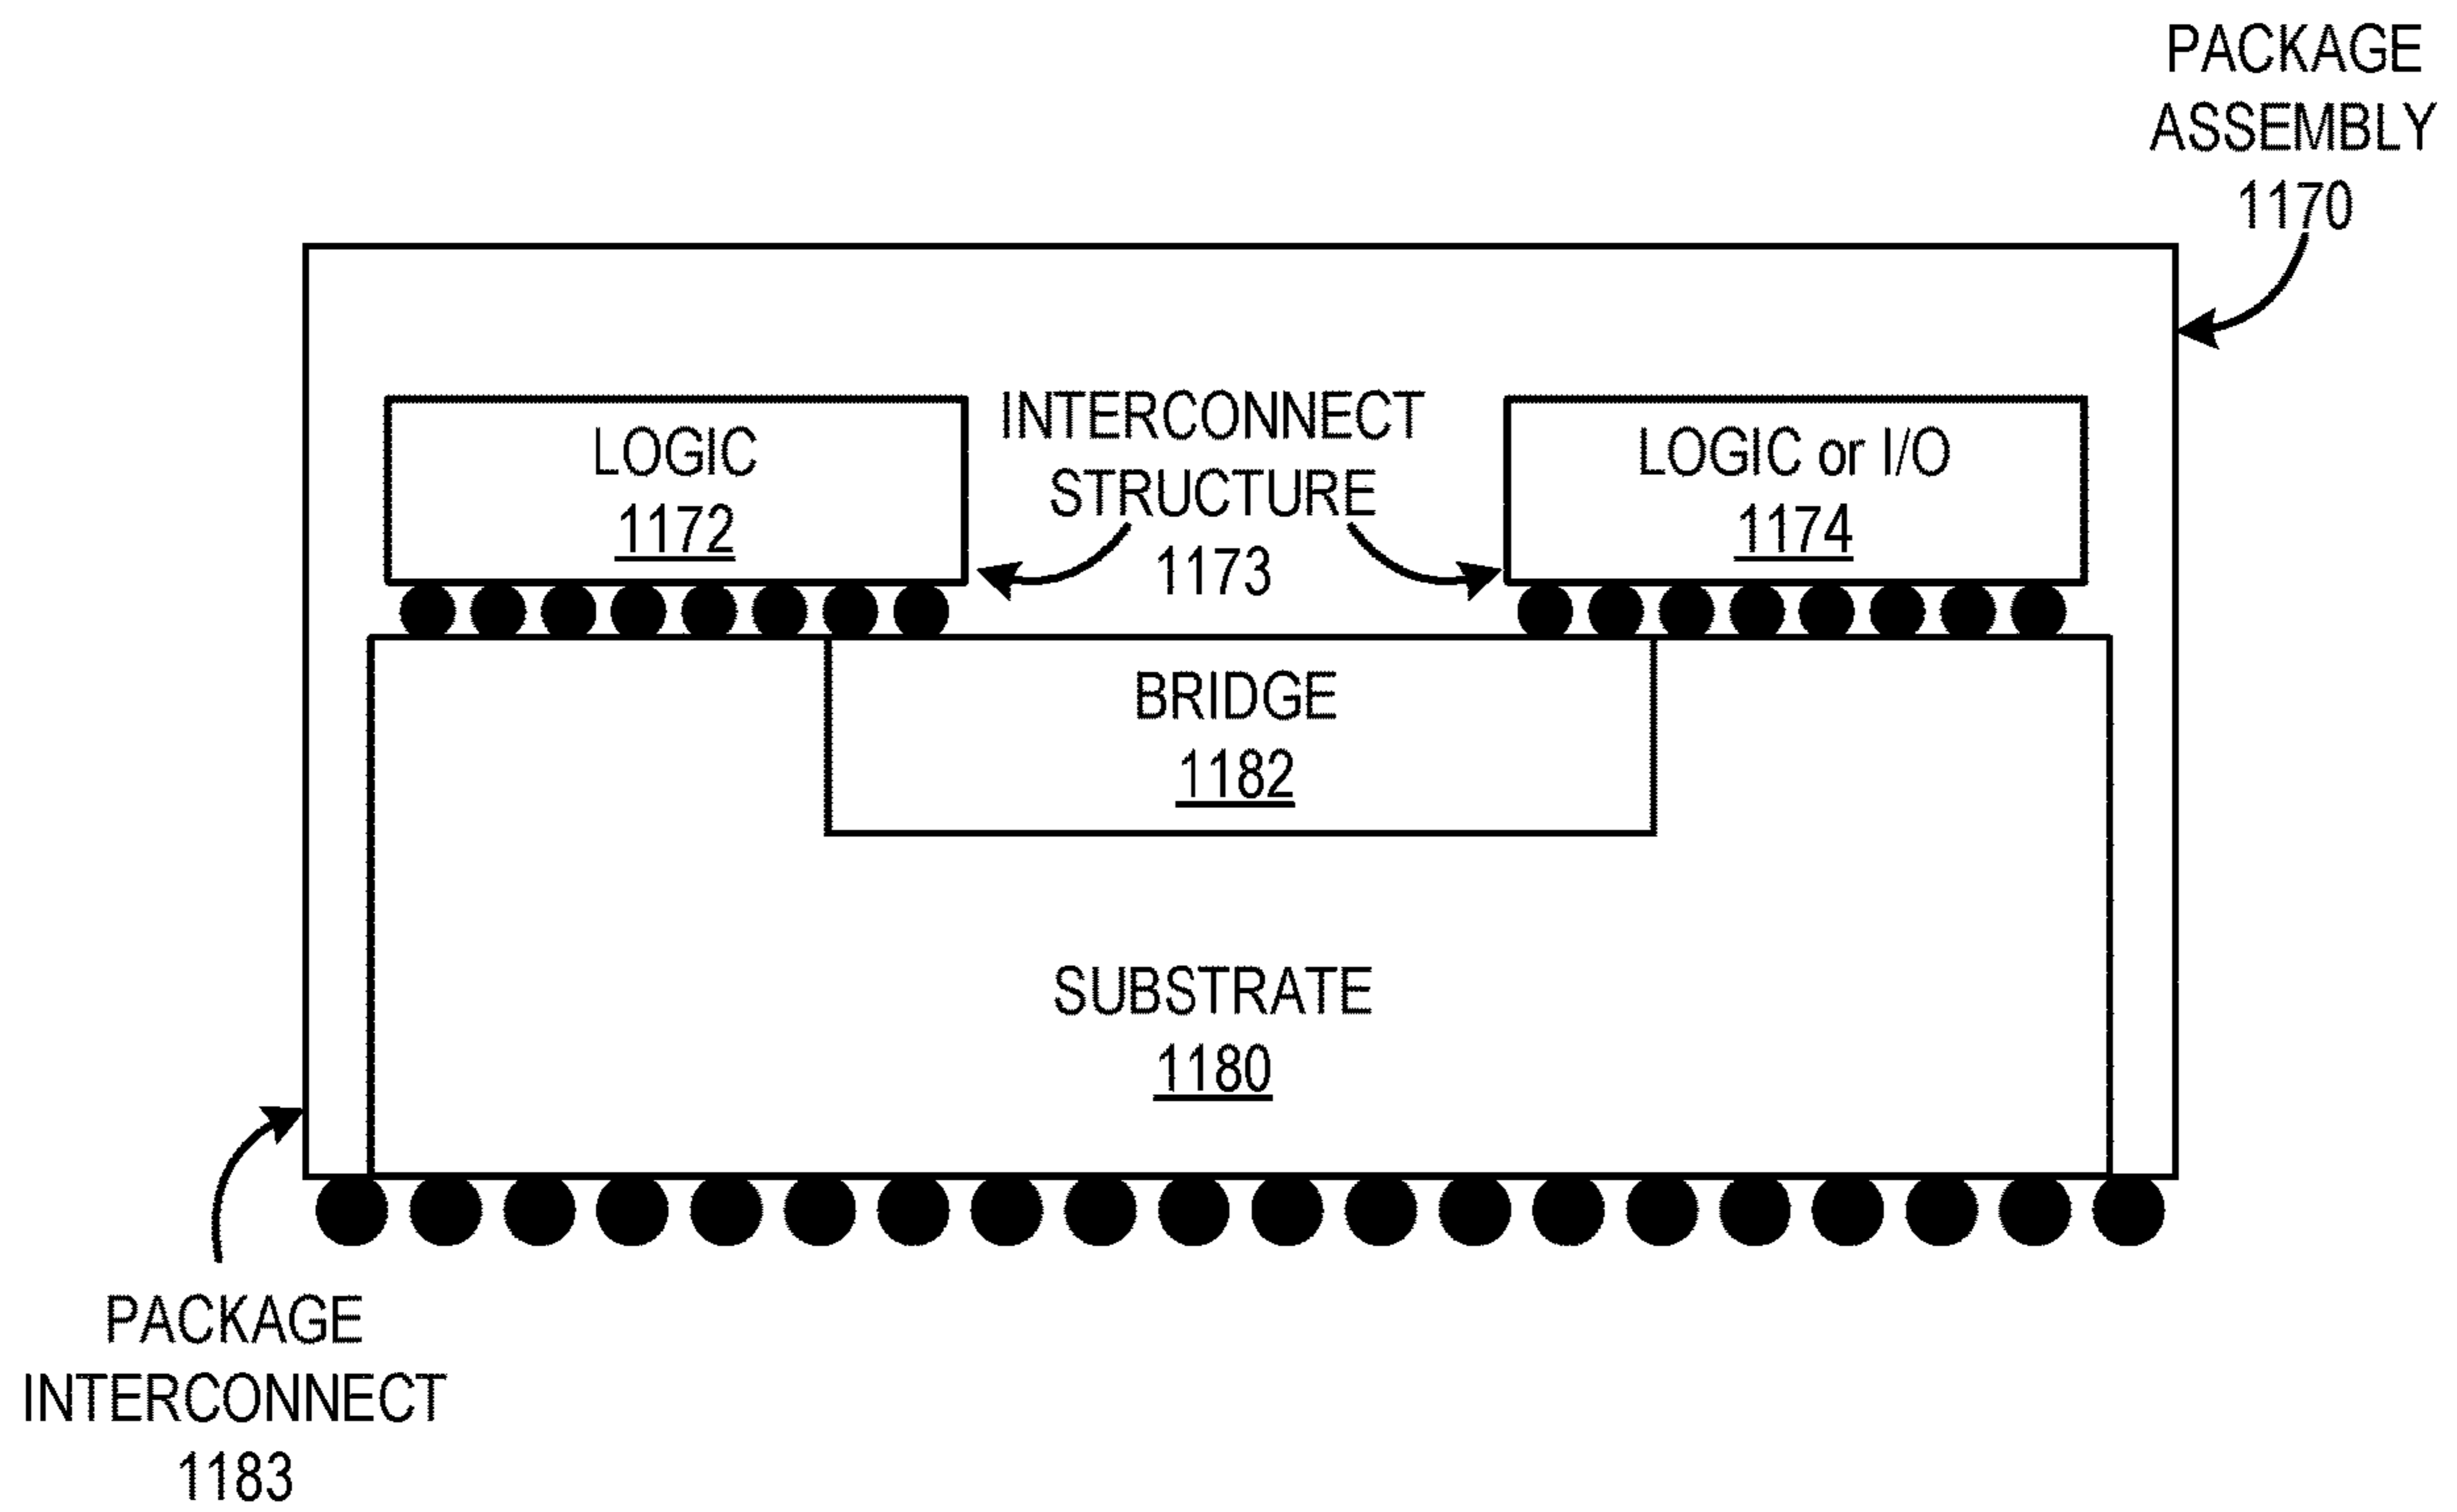 PACKAGE
ASSEMBLY
1170
LOGIC
1172
INTERCONNECT
STRUCTURE
1173
LOGIC or I/O
1174
BRIDGE
1182
SUBSTRATE
1180
PACKAGE
INTERCONNECT
1183